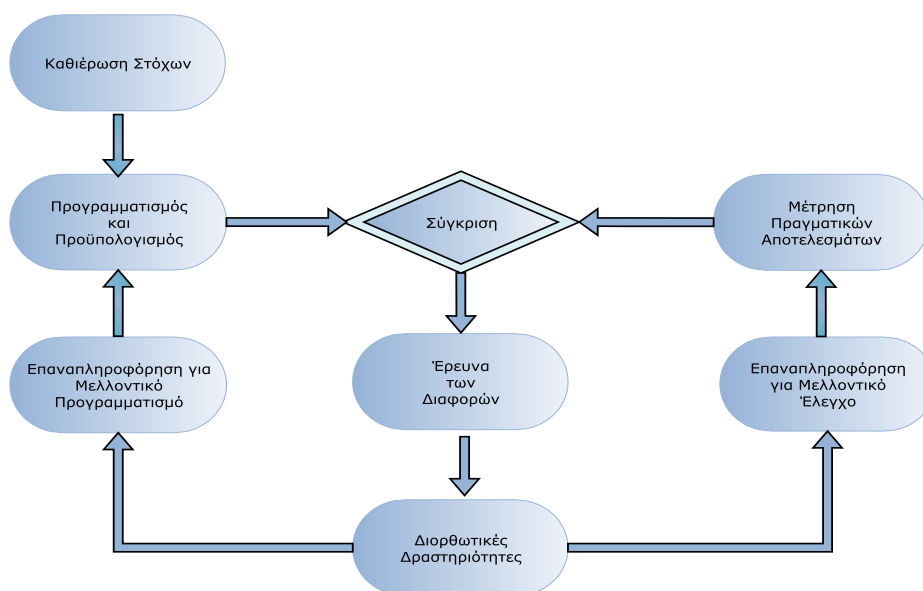 Καθιέρωση Στόχων
Προγραμματισμός
και
Προϋπολογισμός
Σύγκριση
Μέτρηση
Πραγματικών
Αποτελεσμάτων
Επαναπληροφόρηση για
Μελλοντικό
Προγραμματισμό
Έρευνα
των
Διαφορών
Επαναπληροφόρηση
για Μελλοντικό
Έλεγχο
Διορθωτικές
Δραστηριότητες